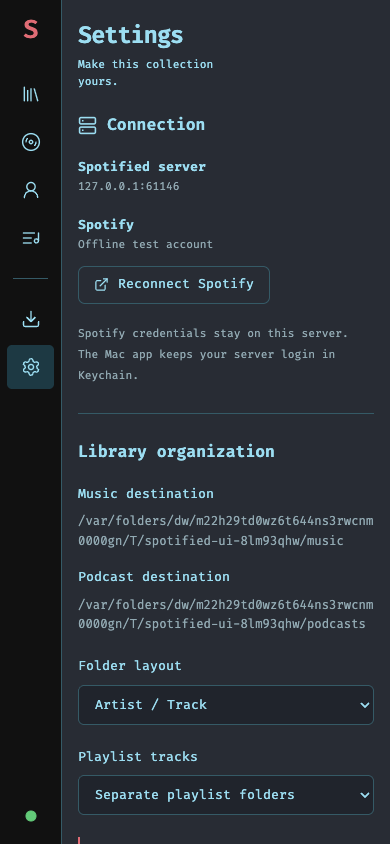 S
Settings
Make this collection
yours.
Connection
Spotified server
127.0.0.1:61146
Spotify
Offline test account
Reconnect Spotify
Spotify credentials stay on this server.
The Mac app keeps your server login in
Keychain.
Library organization
Music destination
/var/folders/dw/m22h29td0wz6t644ns3rwcnm
0000gn/T/spotified-ui-8lm93qhw/music
Podcast destination
/var/folders/dw/m22h29td0wz6t644ns3rwcnm
0000gn/T/spotified-ui-8lm93qhw/podcasts
Folder layout
Artist / Track
Playlist tracks
Separate playlist folders